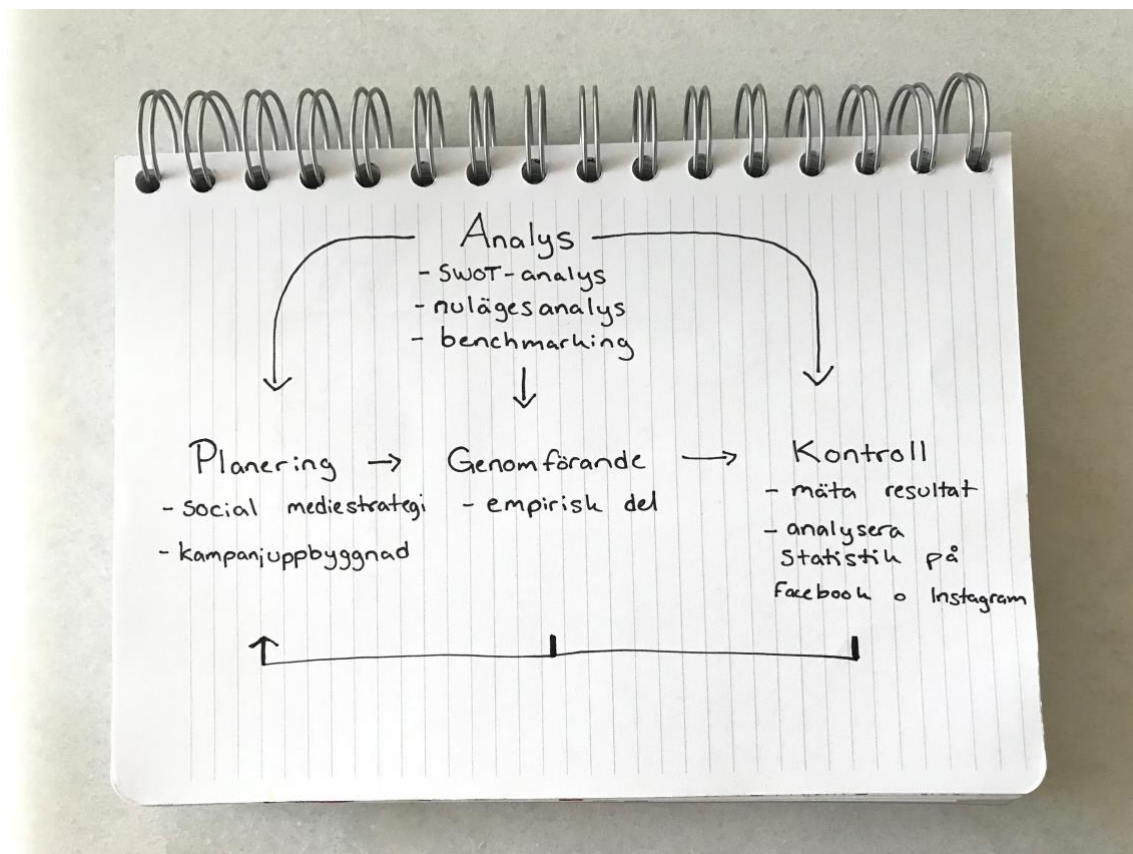 Analys
- SWOT-analys
- nulägesanalys
- benchmarking
Planering → Genomförande → Kontroll
- social mediestrategi
- kampanjuppbyggnad
- empirisk del
- mäta resultat
- analysera
statistik på
Facebook o Instagram